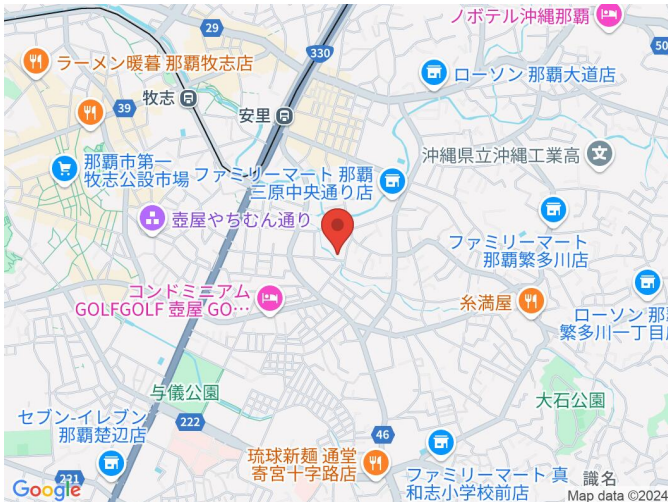 ノボテル沖縄那覇
29
330
50
ラーメン暖暮 那覇牧志店
ローソン 那覇大道店
牧志
39
安里
沖縄県立沖縄工業高
那覇市第一
牧志公設市場
ファミリーマート 那覇
三原中央通り店
壺屋やちむん通り
ファミリーマート
那覇繁多川店
コンドミニアム
GOLFGOLF 壺屋 GO…
糸満屋
ローソン 那
繁多川一丁目
与儀公園
大石公園
セブン-イレブン
那覇楚辺店
222
46
琉球新麺 通堂
寄宮十字路店
221
ファミリーマート 真
和志小学校前店
識名
Google
Map data ©2024